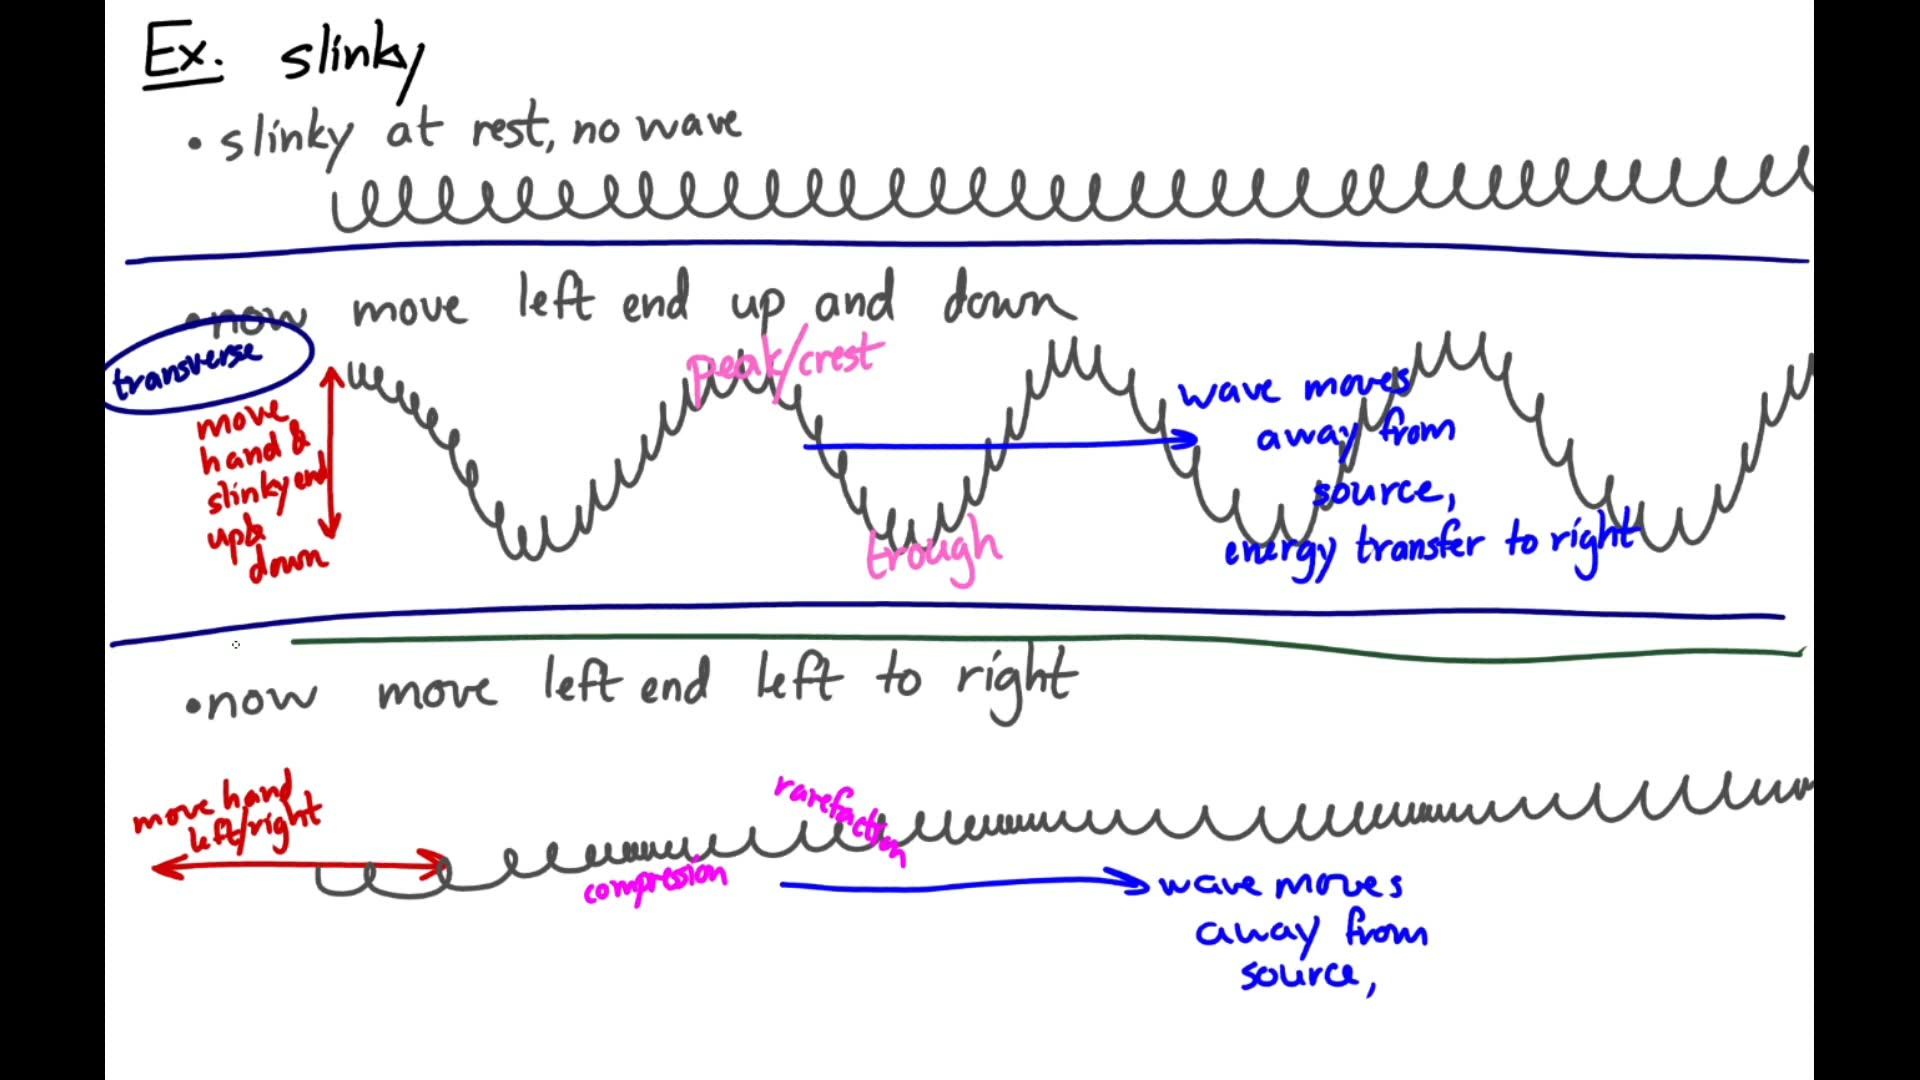 Ex. slinky
• slinky at rest, no wave
• now move left end up and down
transverse
peak/crest
move
hand &
slinky end
up &
down
wave moves
away from
source,
energy transfer to right
trough
• now move left end left to right
move hand
left/right
rarefaction
compression
wave moves
away from
source,